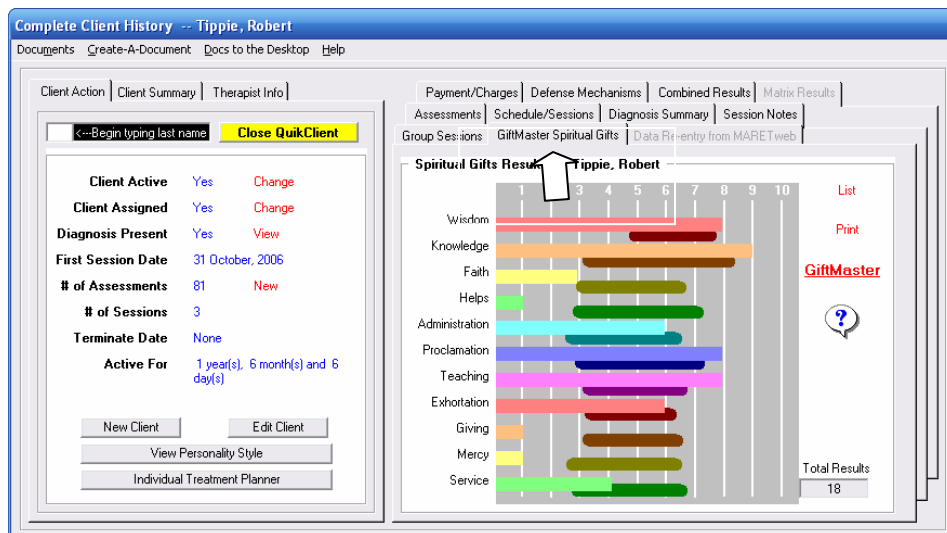 Complete Client History -- Tippie, Robert
Documents Create-A-Document Docs to the Desktop Help
Client Action Client Summary Therapist Info
<---Begin typing last name Close QuikClient
Client Active Yes Change
Client Assigned Yes Change
Diagnosis Present Yes View
First Session Date 31 October, 2006
# of Assessments 81 New
# of Sessions 3
Terminate Date None
Active For 1 year(s), 6 month(s) and 6
day(s)
New Client Edit Client
View Personality Style
Individual Treatment Planner
Payment/Charges Defense Mechanisms Combined Results Matrix Results
Assessments Schedule/Sessions Diagnosis Summary Session Notes
Group Sessions GiftMaster Spiritual Gifts Data Re-entry from MARETweb
Spiritual Gifts Tippie, Robert
1 3 4 5 6 7 8 9 10
List
Print
GiftMaster
?
Wisdom
Knowledge
Faith
Helps
Administration
Proclamation
Teaching
Exhortation
Giving
Mercy
Service
Total Results
18